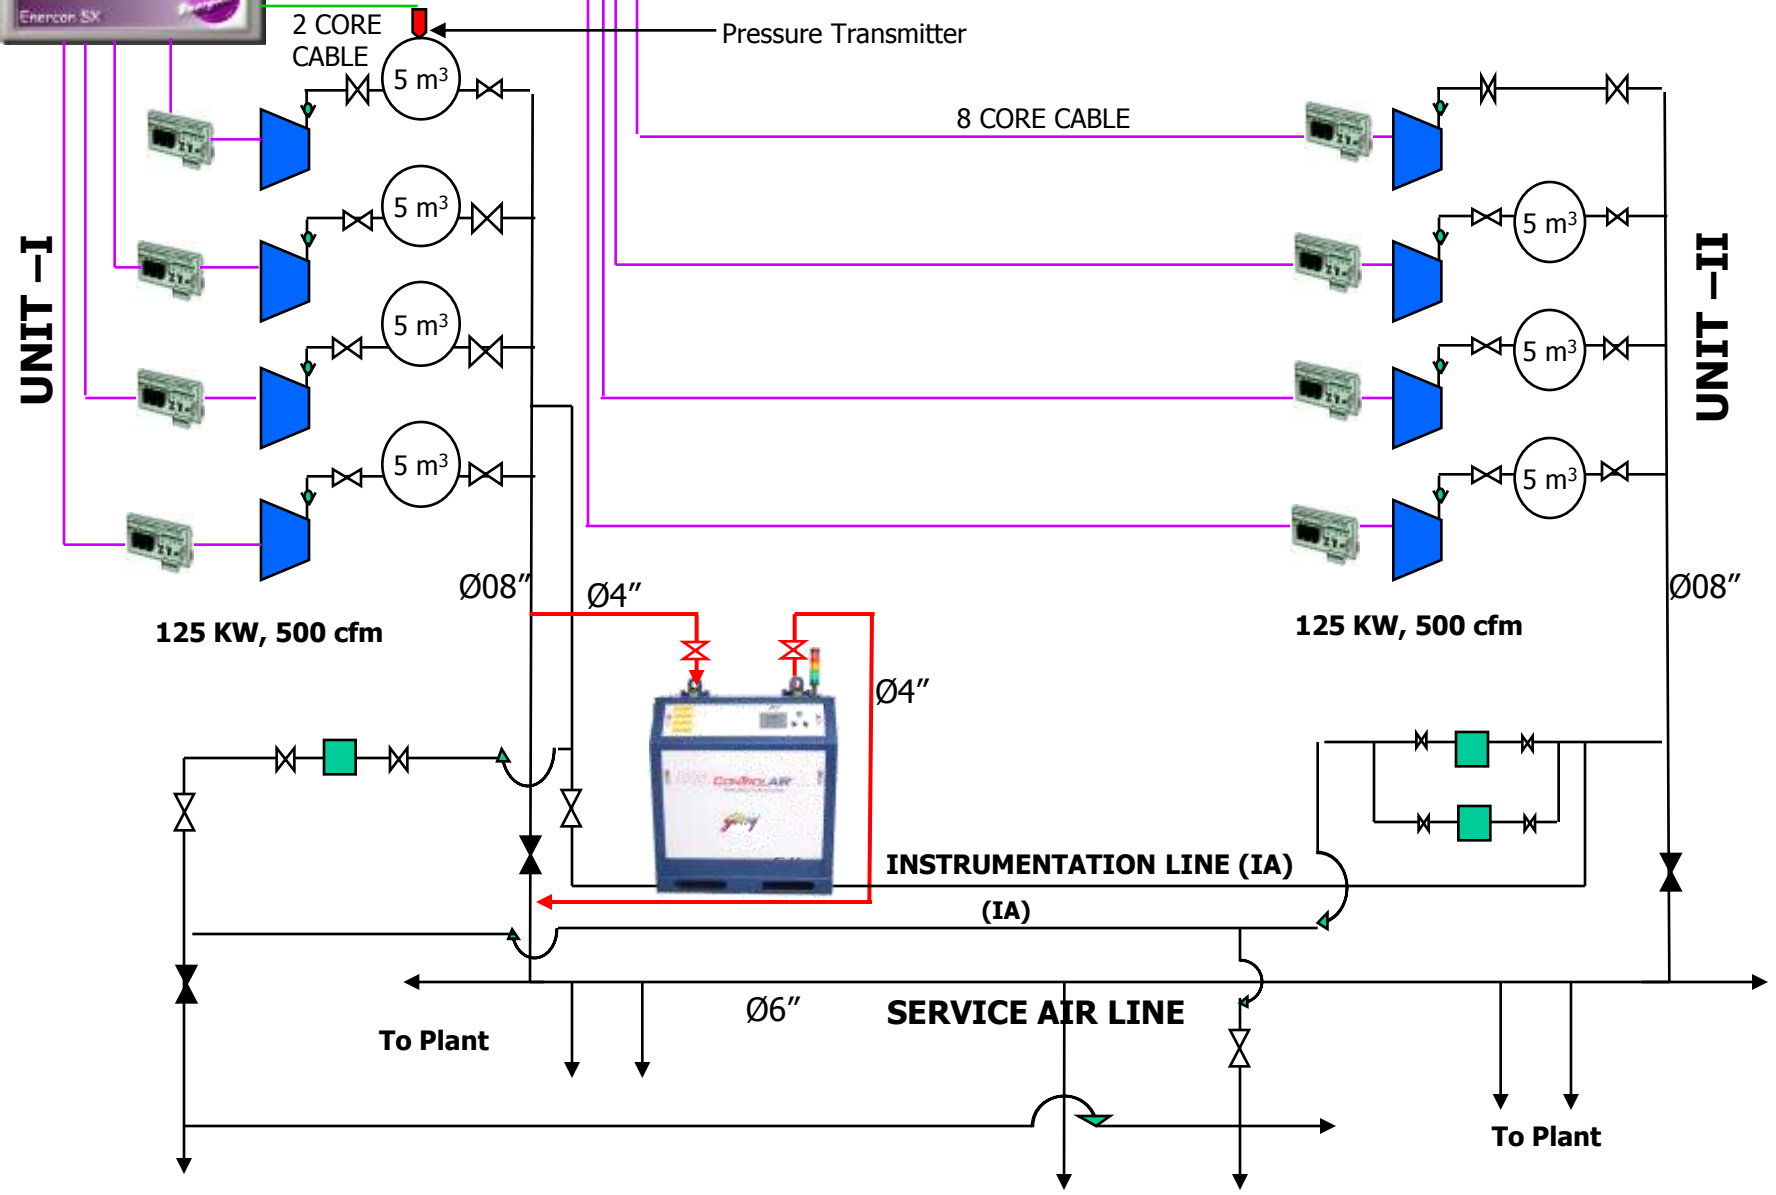 Enercon SX
2 CORE
CABLE
Pressure Transmitter
5 m³
8 CORE CABLE
5 m³
5 m³
UNIT –I
UNIT –II
5 m³
5 m³
5 m³
5 m³
Ø08”
Ø4”
Ø08”
125 KW, 500 cfm
125 KW, 500 cfm
Ø4”
CONTROLAIR
godrej
INSTRUMENTATION LINE (IA)
(IA)
Ø6”
SERVICE AIR LINE
To Plant
To Plant